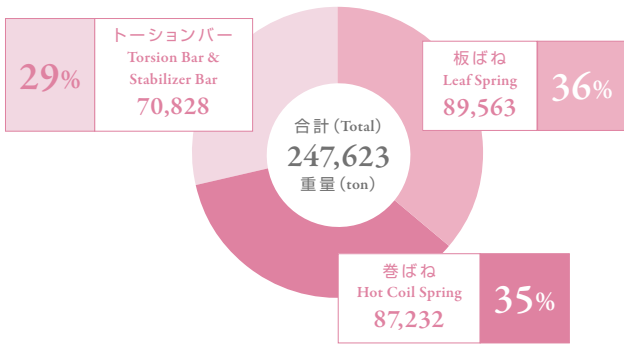 29%
トーションバー
Torsion Bar &
Stabilizer Bar
70,828
板ばね
Leaf Spring
89,563
36%
合計(Total)
247,623
重量(ton)
巻ばね
Hot Coil Spring
87,232
35%